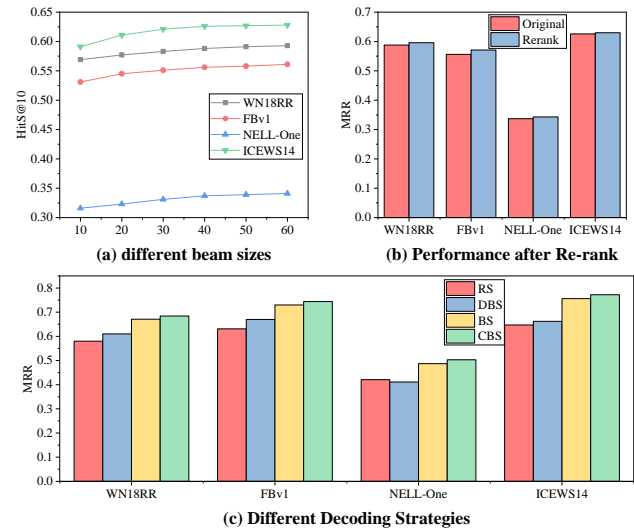 0.65
0.60
0.55
0.50
0.45
0.40
0.35
0.30
HitS@10
WN18RR
FBv1
NELL-One
ICEWS14
10 20 30 40 50 60
(a) different beam sizes
0.7
0.6
0.5
0.4
0.3
0.2
0.1
0.0
MRR
Original
Rerank
WN18RR FBv1 NELL-One ICEWS14
(b) Performance after Re-rank
0.8
0.7
0.6
0.5
0.4
0.3
0.2
0.1
0.0
MRR
RS
DBS
BS
CBS
WN18RR FBv1 NELL-One ICEWS14
(c) Different Decoding Strategies